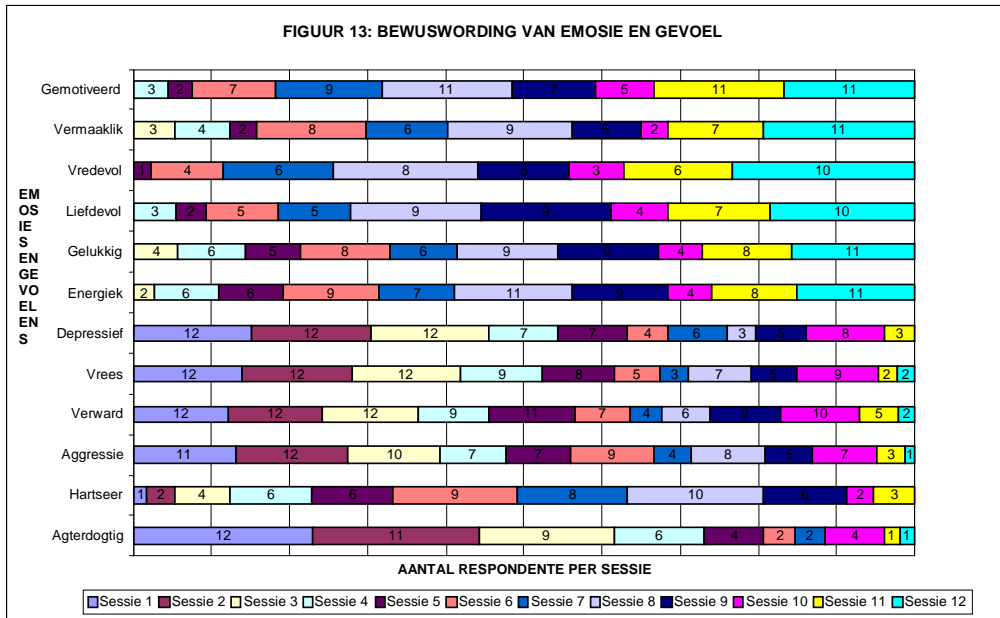 FIGUUR 13: BEWUSWORDING VAN EMOSIE EN GEVOEL
EM
OSIE
S EN
GE
VO
EL
EN
S
Gemotiveerd 3 2 7 9 11 7 5 11 11
Vermaaklik 3 4 2 8 6 9 5 2 7 11
Vredevol 1 4 6 8 5 3 6 10
Liefdevol 3 2 5 5 9 9 4 7 10
Gelukkig 4 6 5 8 6 9 9 4 8 11
Energiek 2 6 6 9 7 11 9 4 8 11
Depressief 12 12 12 7 7 4 6 3 5 8 3
Vrees 12 12 12 9 8 5 3 7 5 9 2 2
Verward 12 12 12 9 11 7 4 6 9 10 5 2
Aggressie 11 12 10 7 7 9 4 8 5 7 3 1
Hartseer 1 2 4 6 6 9 8 10 6 2 3
Agterdogtig 12 11 9 6 4 2 2 4 1 1
AANTAL RESPONDENTE PER SESSIE
Sessie 1 Sessie 2 Sessie 3 Sessie 4 Sessie 5 Sessie 6 Sessie 7 Sessie 8 Sessie 9 Sessie 10 Sessie 11 Sessie 12